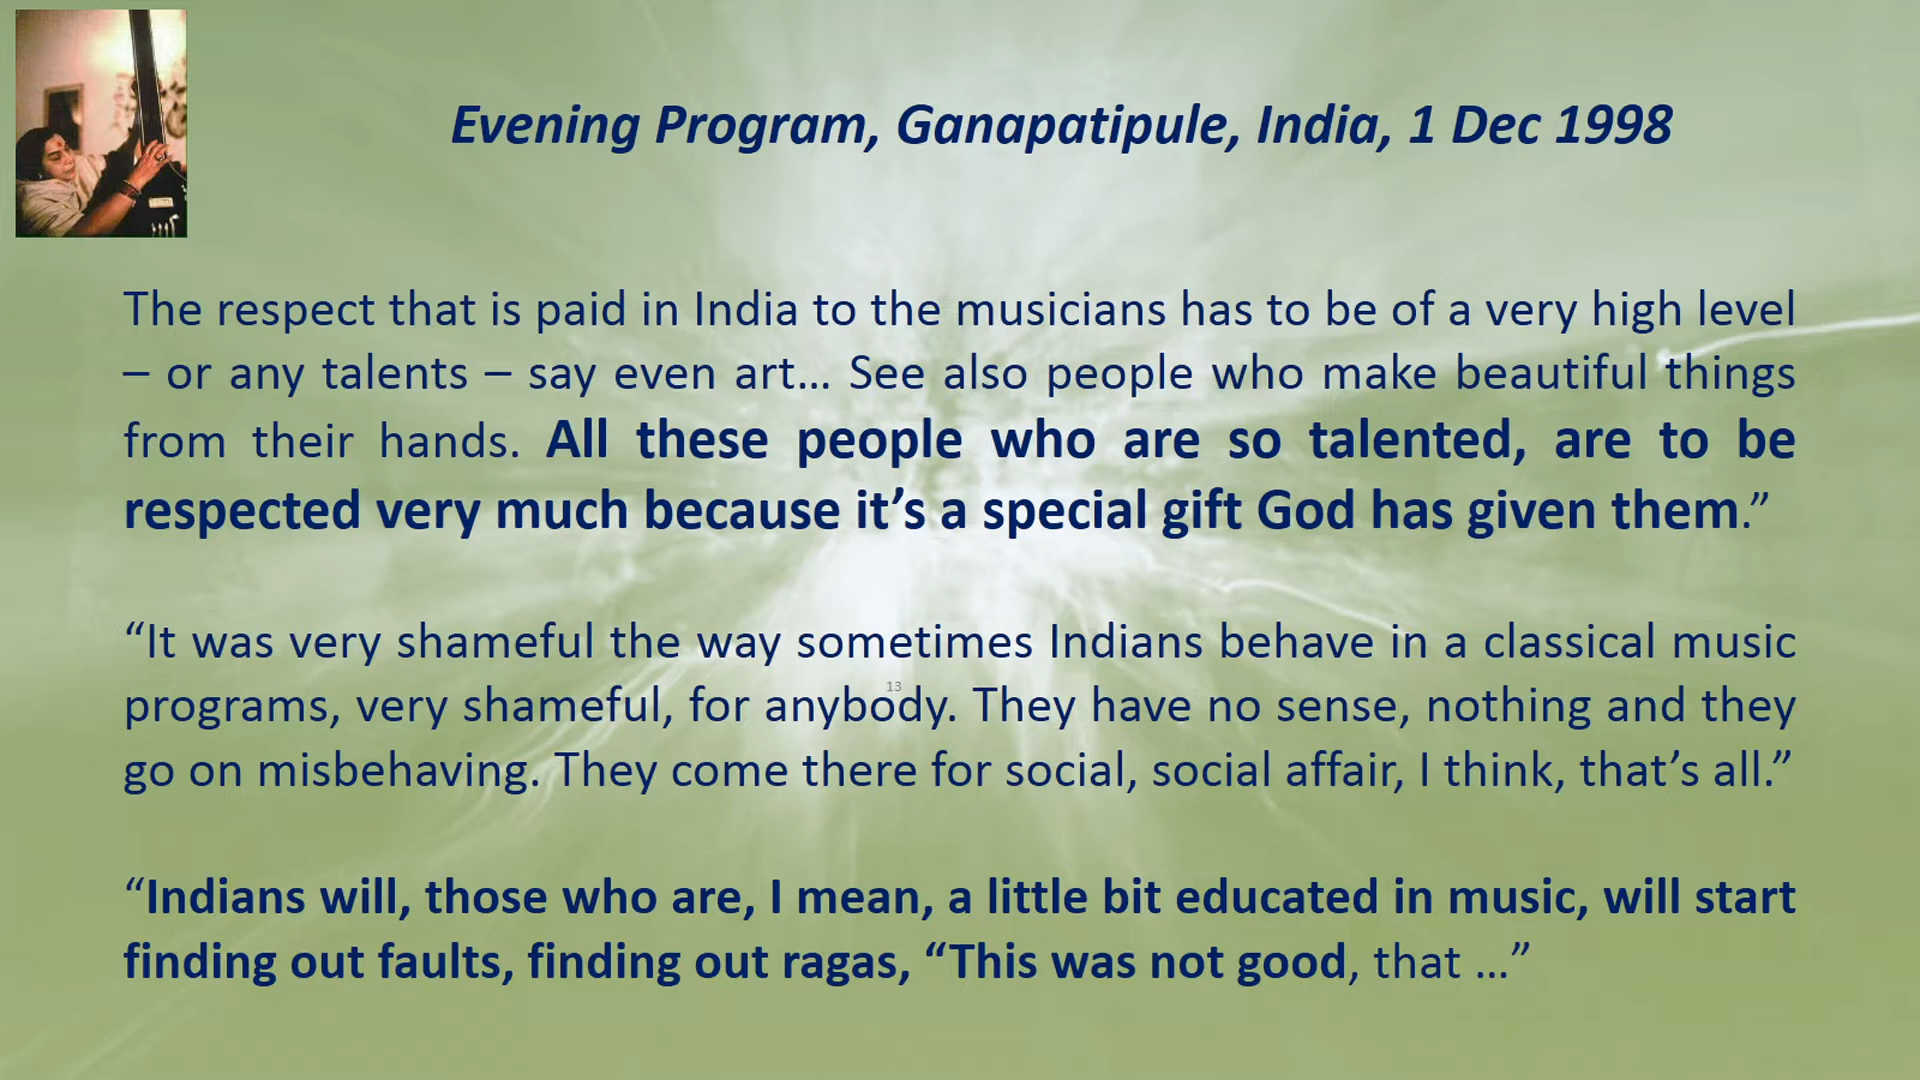 Evening Program, Ganapatipule, India, 1 Dec 1998
The respect that is paid in India to the musicians has to be of a very high level
– or any talents – say even art... See also people who make beautiful things
from their hands. All these people who are so talented, are to be
respected very much because it’s a special gift God has given them.”
“It was very shameful the way sometimes Indians behave in a classical music
13
programs, very shameful, for anybody. They have no sense, nothing and they
go on misbehaving. They come there for social, social affair, I think, that’s all.”
“Indians will, those who are, I mean, a little bit educated in music, will start
finding out faults, finding out ragas, “This was not good, that ...”